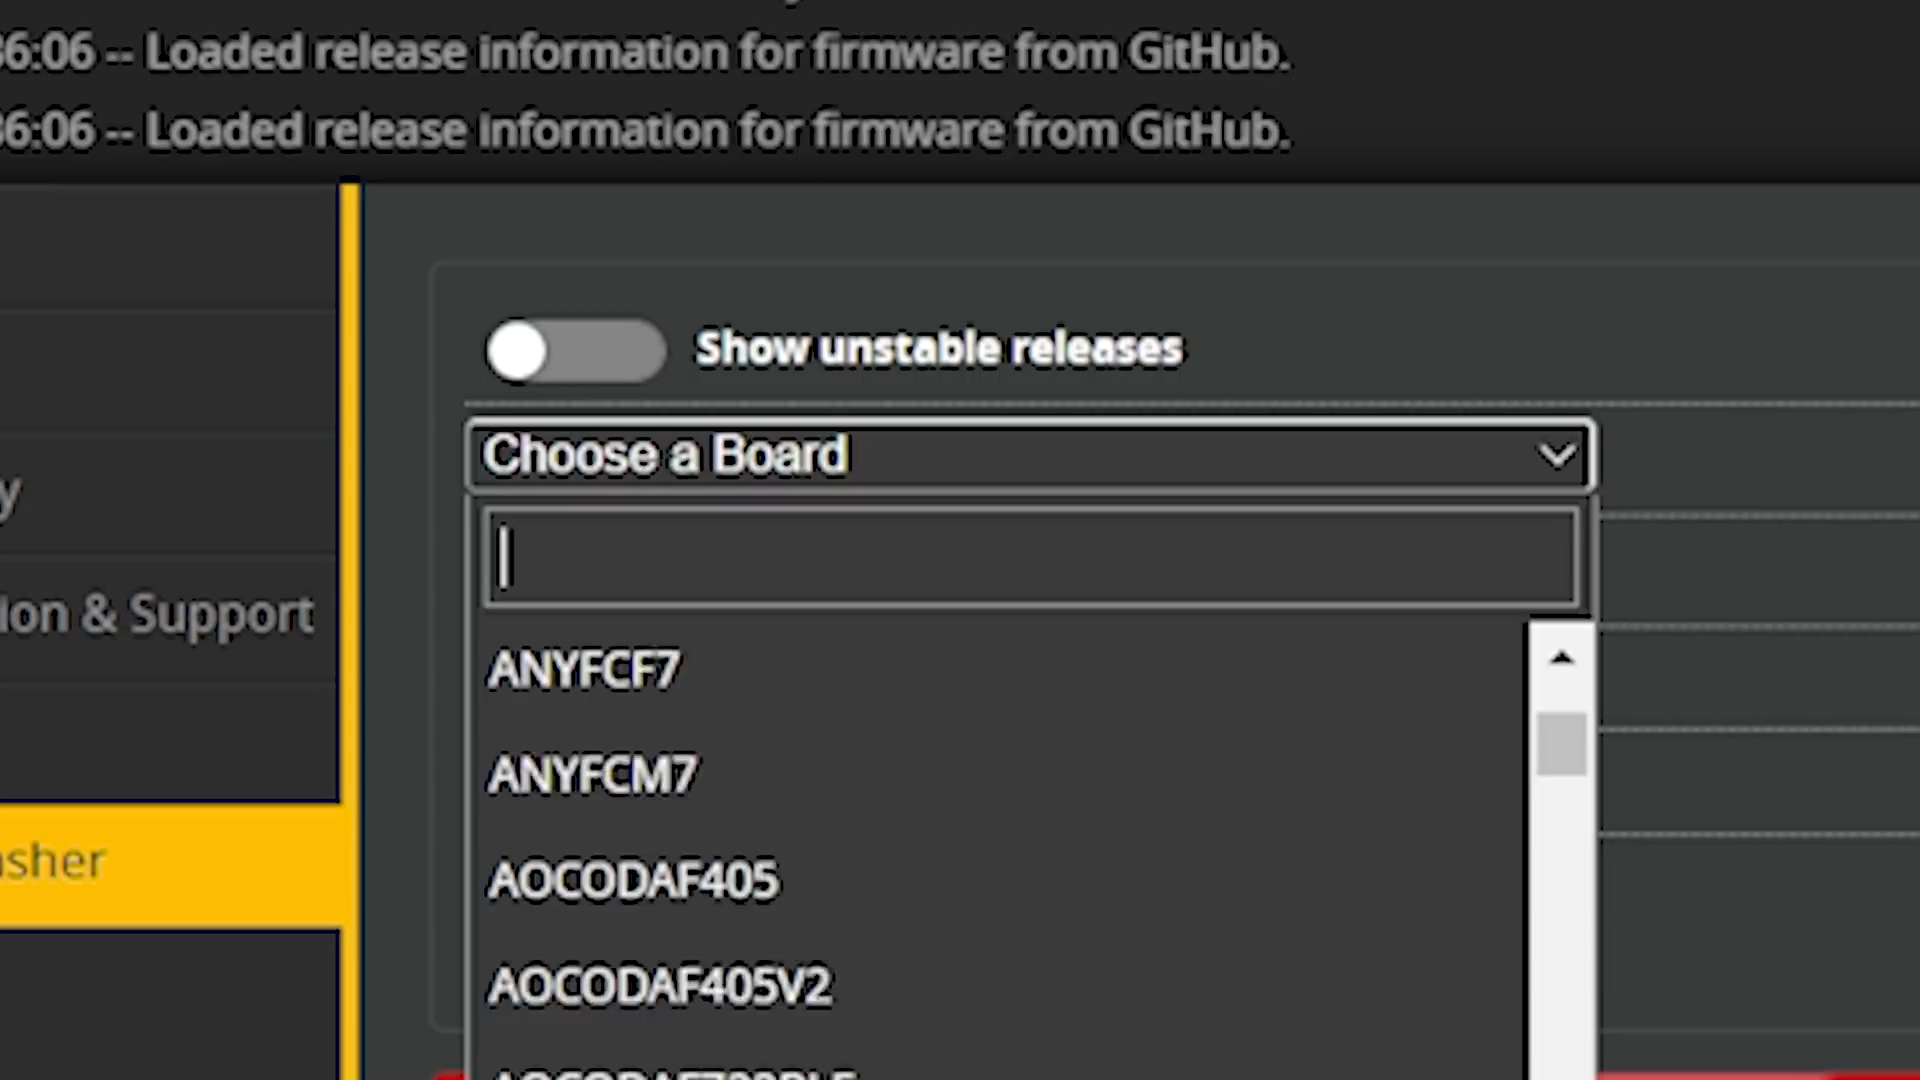 6:06 -- Loaded release information for firmware from GitHub.
6:06 -- Loaded release information for firmware from GitHub.
Show unstable releases
Choose a Board
y
ion & Support
ANYFCF7
ANYFCM7
AOCODAF405
sher
AOCODAF405V2